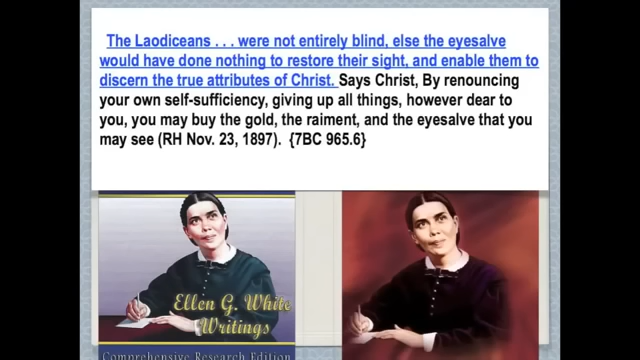 The Laodiceans . . . were not entirely blind, else the eyesalve
would have done nothing to restore their sight, and enable them to
discern the true attributes of Christ. Says Christ, By renouncing
your own self-sufficiency, giving up all things, however dear to
you, you may buy the gold, the raiment, and the eyesalve that you
may see (RH Nov. 23, 1897). {7BC 965.6}
Ellen G. White
Writings
Comprehensive Research Edition